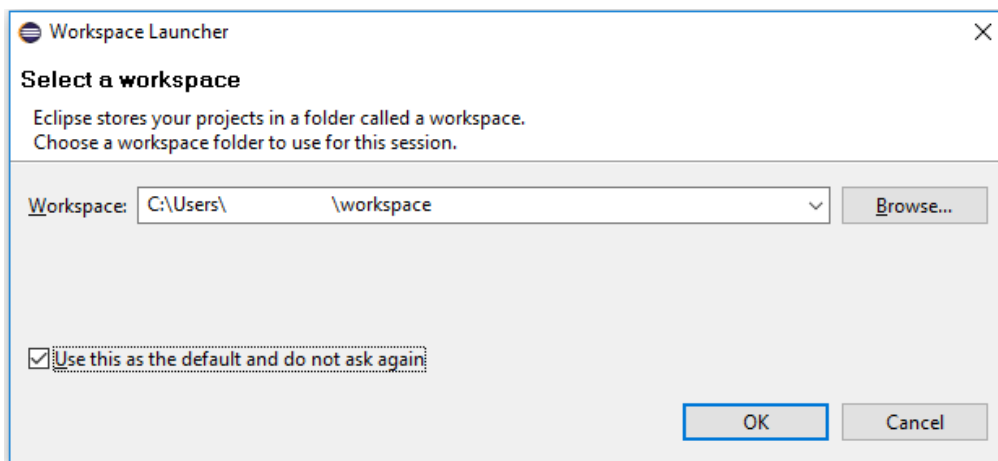 Workspace Launcher
Select a workspace
Eclipse stores your projects in a folder called a workspace.
Choose a workspace folder to use for this session.
Workspace: C:\Users\ \workspace Browse...
Use this as the default and do not ask again
OK Cancel